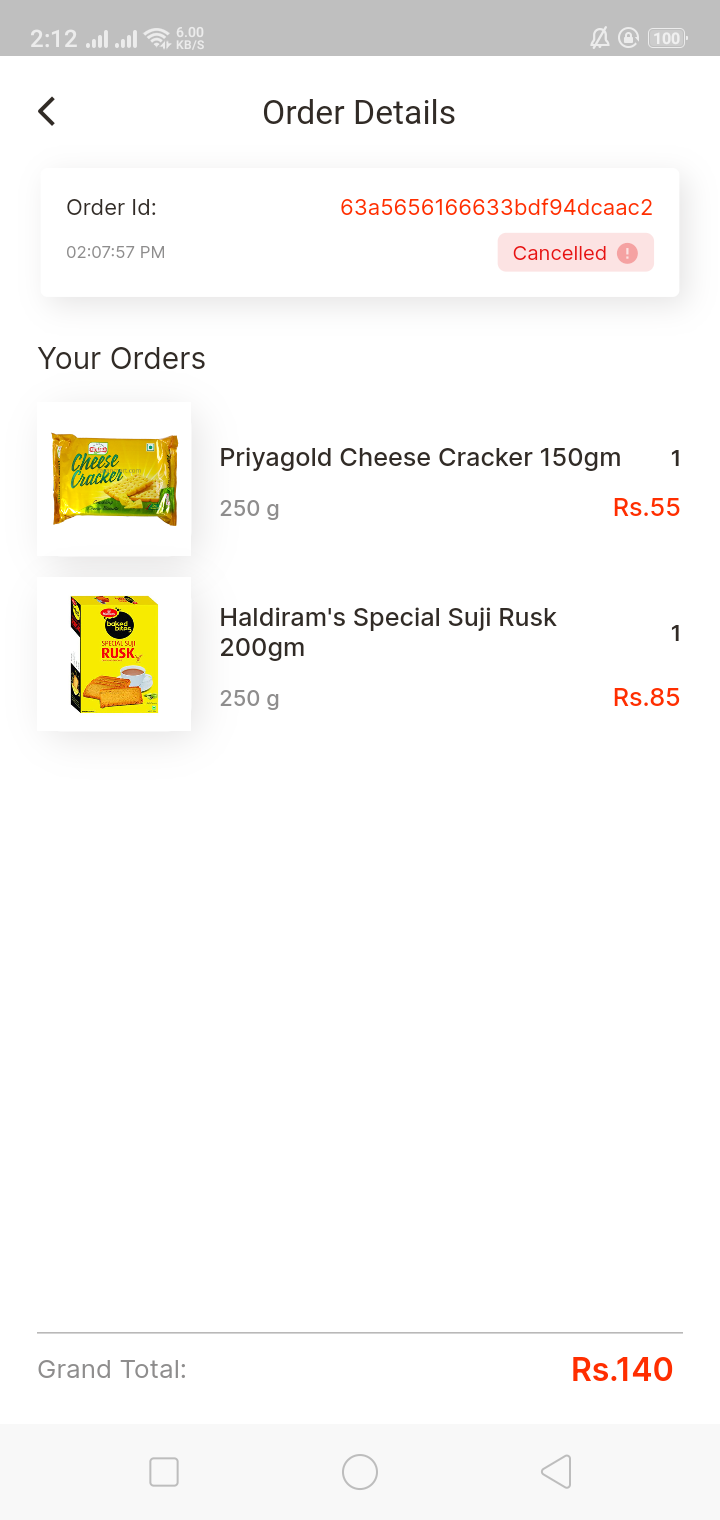 2:12 6.00 KB/S 100
Order Details
Order Id: 63a5656166633bdf94dcaac2
02:07:57 PM Cancelled
Your Orders
Cheese
Cracker
Priyagold Cheese Cracker 150gm 1
250 g Rs.55
baked
bites
SPECIAL SUJI
RUSK
Haldiram's Special Suji Rusk
200gm 1
250 g Rs.85
Grand Total: Rs.140